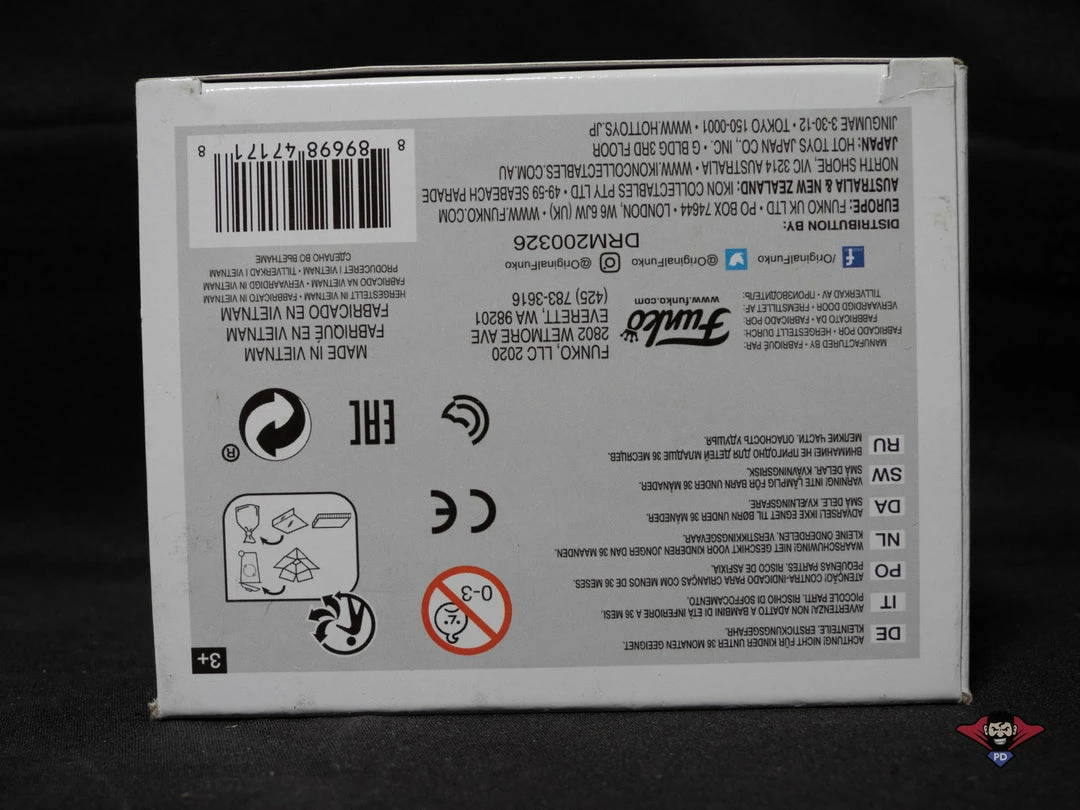 3+
DE
ACHTUNG! FÜR KINDER UNTER 36 MONATEN NICHT GEEIGNET.
KLEINTEILE. ERSTICKUNGSGEFAHR.
IT
AVVERTENZA! NON ADATTO A BAMBINI DI ETÀ INFERIORE A 36 MESI.
PICCOLE PARTI. RISCHIO DI SOFFOCAMENTO.
PO
ATENÇÃO! CONTRA-INDICADO PARA CRIANÇAS COM MENOS DE 36 MESES.
PEQUENAS PARTES. RISCO DE ASFIXIA.
NL
WAARSCHUWING! NIET GESCHIKT VOOR KINDEREN JONGER DAN 36 MAANDEN.
KLEINE ONDERDELEN. VERSTIKKINGSGEVAAR.
DA
ADVARSEL! IKKE EGNET TIL BØRN UNDER 36 MÅNEDER.
SMÅ DELE. KVÆLNINGSFARE.
SW
VARNING! INTE LÄMPLIG FÖR BARN UNDER 36 MÅNADER.
SMÅ DELAR. KVÄVNINGSRISK.
RU
ВНИМАНИЕ! НЕ ПРИГОДНО ДЛЯ ДЕТЕЙ МЛАДШЕ 36 МЕСЯЦЕВ.
МЕЛКИЕ ЧАСТИ. ОПАСНОСТЬ УДУШЬЯ.
0-3
CE
EAC
®
MANUFACTURED BY • FABRIQUÉ PAR:
FABRICADO POR • HERGESTELLT DURCH:
FABBRICATO DA • FABRICADO POR:
VERVAARDIGD DOOR • FREMSTILLET AF:
TILLVERKAD AV • ПРОИЗВОДИТЕЛЬ:
Funko
www.funko.com
FUNKO, LLC 2020
2802 WETMORE AVE
EVERETT, WA 98201
(425) 783-3616
MADE IN VIETNAM
FABRIQUÉ EN VIETNAM
FABRICADO EN VIETNAM
HERGESTELLT IN VIETNAM • FABBRICATO IN VIETNAM
FABRICADO NA VIETNAM • VERVAARDIGD IN VIETNAM
PRODUCERET I VIETNAM • TILLVERKAD I VIETNAM
СДЕЛАНО ВО ВЬЕТНАМЕ
/OriginalFunko
@OriginalFunko
@OriginalFunko
DRM200326
DISTRIBUTION BY:
EUROPE: FUNKO UK LTD • PO BOX 74644 • LONDON, W6 6JW (UK) • WWW.FUNKO.COM
AUSTRALIA & NEW ZEALAND: IKON COLLECTABLES PTY LTD • 49-59 SEABEACH PARADE
NORTH SHORE, VIC 3214 AUSTRALIA • WWW.IKONCOLLECTABLES.COM.AU
JAPAN: HOT TOYS JAPAN CO., INC. • G BLDG 3RD FLOOR
JINGUMAE 3-30-12 • TOKYO 150-0001 • WWW.HOTTOYS.JP
8 89698 47171 8
PD